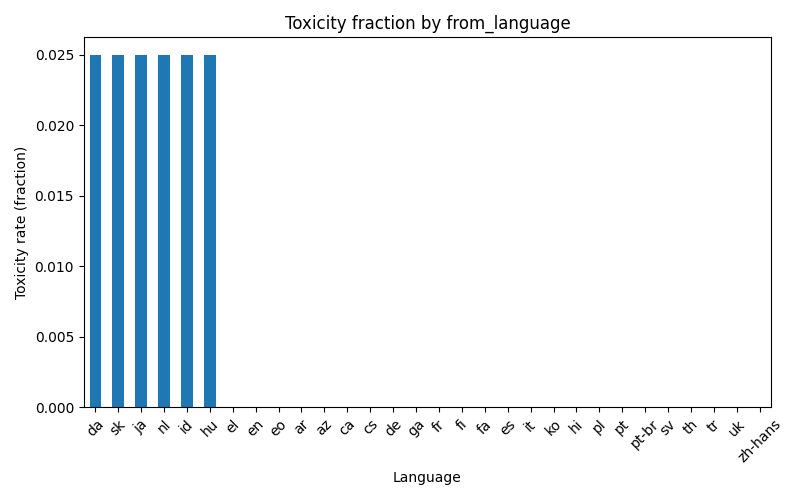 Toxicity fraction by from_language
Toxicity rate (fraction)
0.025
0.020
0.015
0.010
0.005
0.000
da sk ja nl id hu el en eo ar az ca cs de ga fr fi fa es it ko hi pl pt pt-br sv th tr uk zh-hans
Language